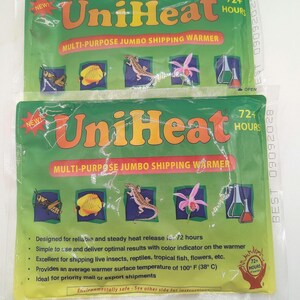 NEW!
UniHeat
72+
HOURS
MULTI-PURPOSE JUMBO SHIPPING WARMER
NEW!
UniHeat
72+
HOURS
MULTI-PURPOSE JUMBO SHIPPING WARMER
• Designed for reliable and steady heat release for 72 hours
• Simple to use and deliver optimal results with color indicator on the warmer
• Excellent for shipping live insects, reptiles, tropical fish, flowers, etc.
• Provides an average warmer surface temperature of 100° F (38° C)
• Ideal for priority mail or export shipments
72+
HOURS